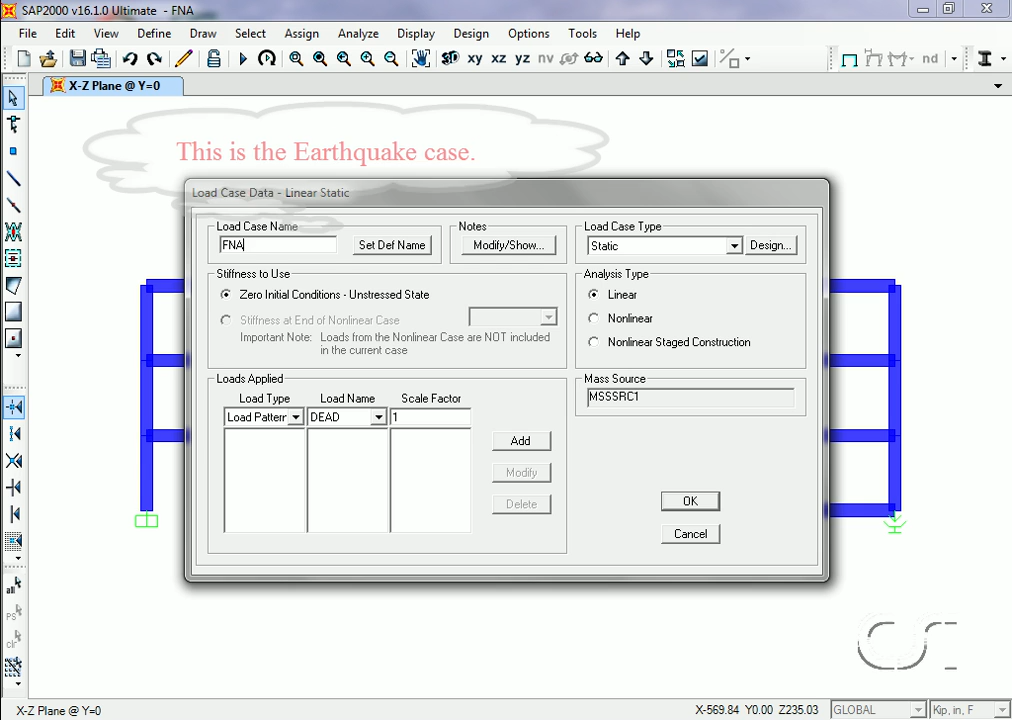 SAP2000 v16.1.0 Ultimate - FNA
File Edit View Define Draw Select Assign Analyze Display Design Options Tools Help
3D xy xz yz nv nd
X-Z Plane @ Y=0
This is the Earthquake case.
Load Case Data - Linear Static
Load Case Name
FNA
Set Def Name
Notes
Modify/Show...
Load Case Type
Static
Design...
Stiffness to Use
Zero Initial Conditions - Unstressed State
Stiffness at End of Nonlinear Case
Important Note: Loads from the Nonlinear Case are NOT included
in the current case
Analysis Type
Linear
Nonlinear
Nonlinear Staged Construction
Loads Applied
Load Type Load Name Scale Factor
Load Pattern DEAD 1
Add
Modify
Delete
Mass Source
MSSSRC1
OK
Cancel
all
PS
clr
CSI
X-Z Plane @ Y=0
X-569.84 Y0.00 Z235.03
GLOBAL
Kip, in, F